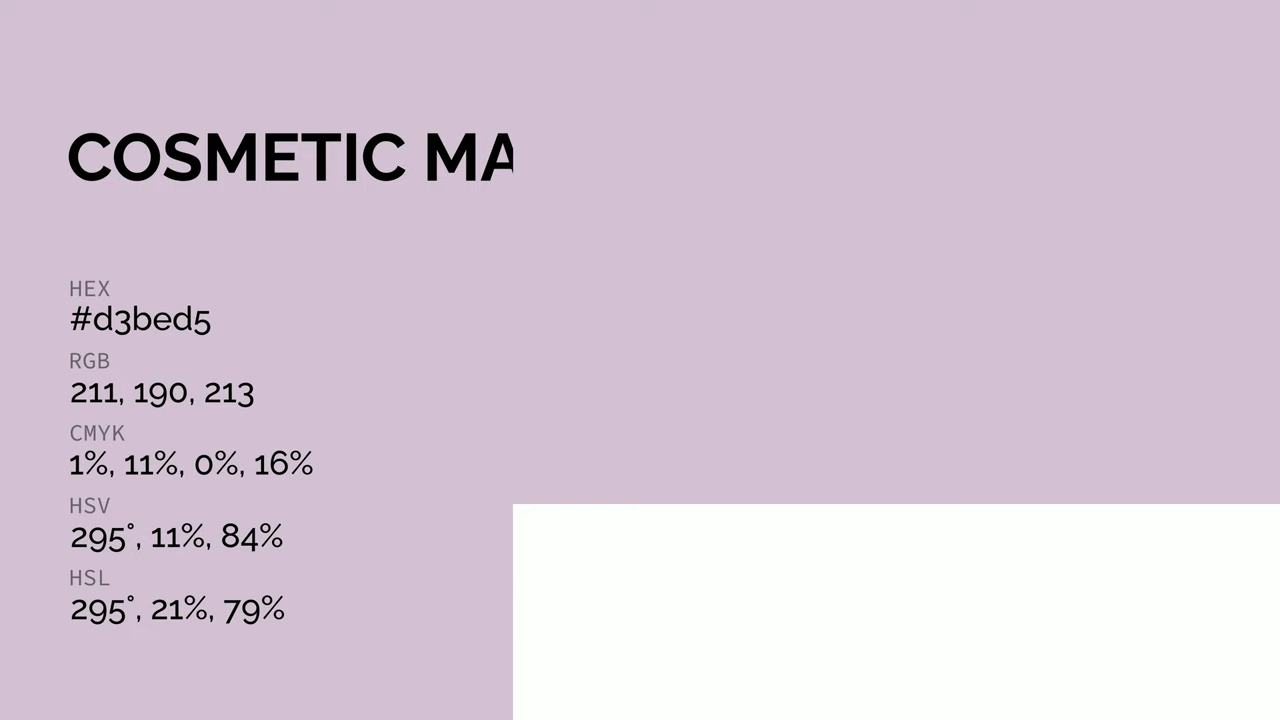 COSMETIC MA
HEX
#d3bed5
RGB
211, 190, 213
CMYK
1%, 11%, 0%, 16%
HSV
295°, 11%, 84%
HSL
295°, 21%, 79%